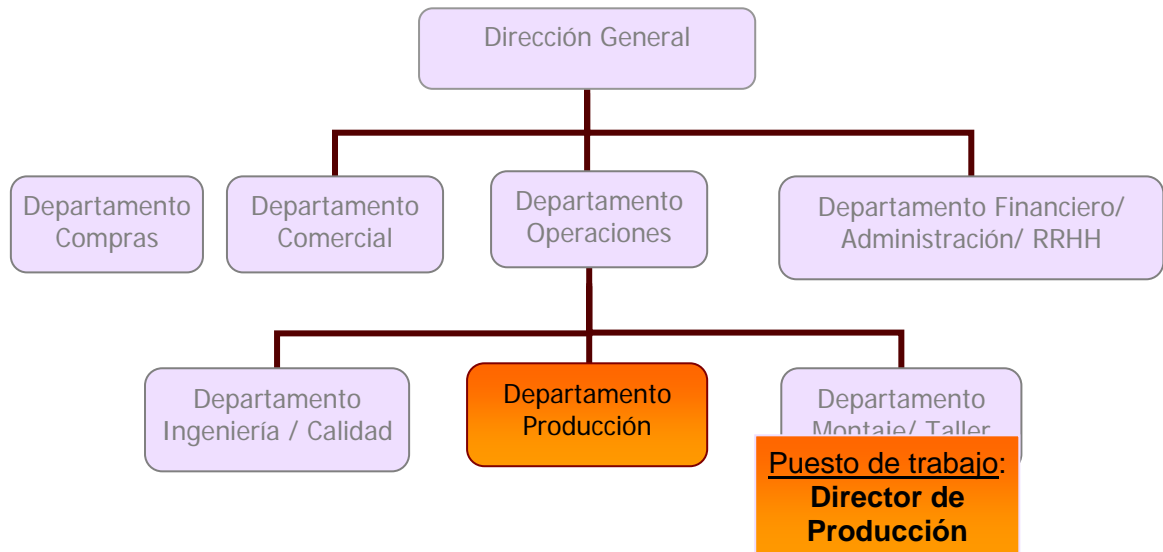 Dirección General
Departamento
Compras
Departamento
Comercial
Departamento
Operaciones
Departamento Financiero/
Administración/ RRHH
Departamento
Ingeniería / Calidad
Departamento
Producción
Departamento
Montaje/ Taller
Puesto de trabajo:
Director de
Producción